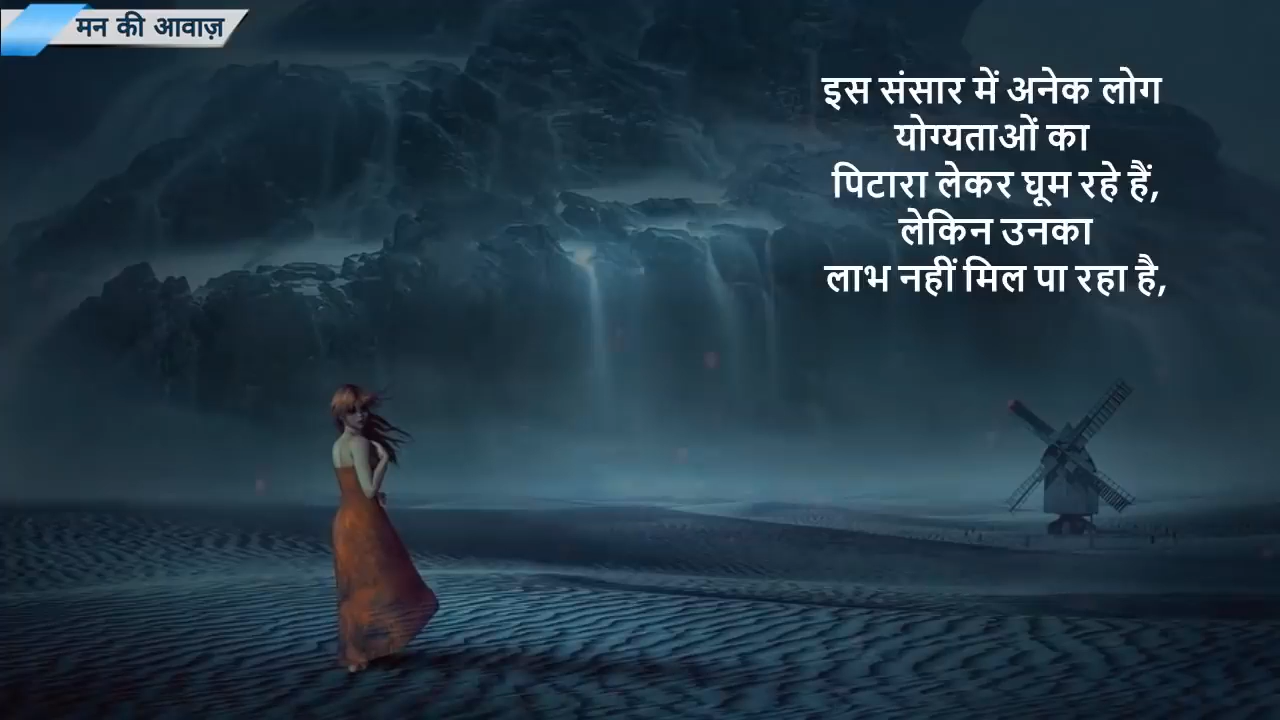 मन की आवाज़
इस संसार में अनेक लोग
योग्यताओं का
पिटारा लेकर घूम रहे हैं,
लेकिन उनका
लाभ नहीं मिल पा रहा है,